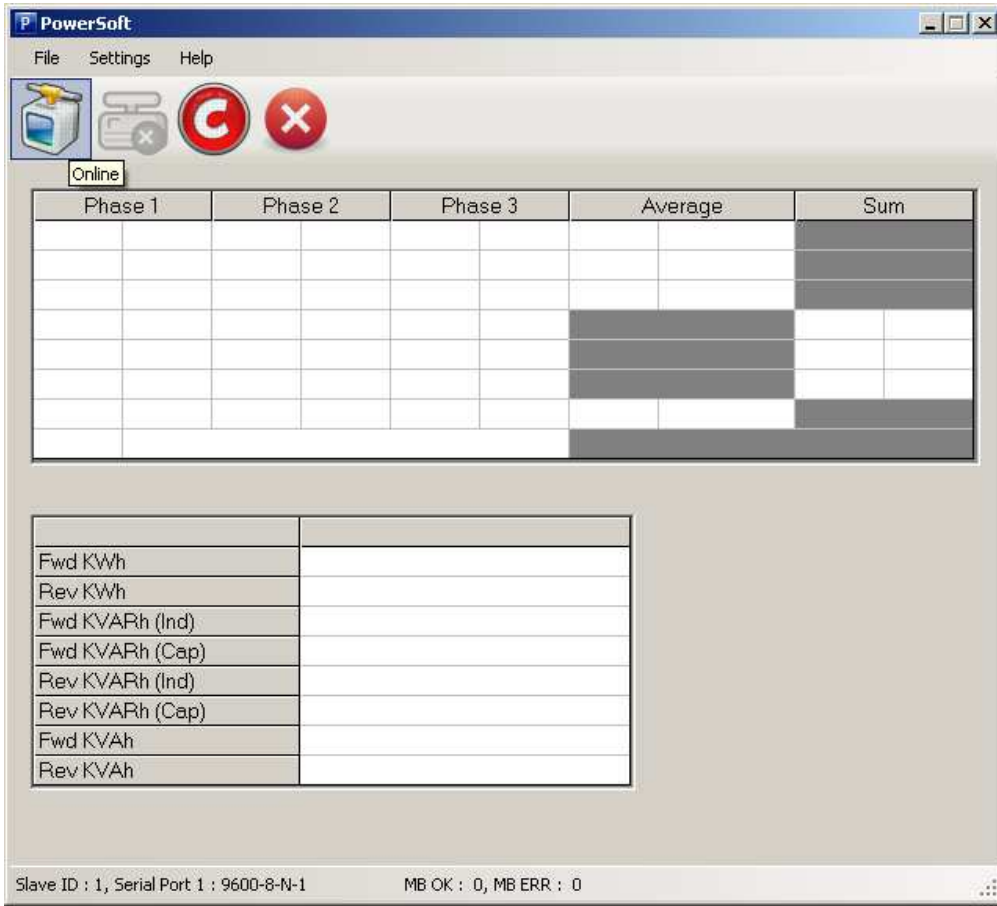 PowerSoft
File Settings Help
Online
Phase 1 Phase 2 Phase 3 Average Sum
Fwd KWh
Rev KWh
Fwd KVARh (Ind)
Fwd KVARh (Cap)
Rev KVARh (Ind)
Rev KVARh (Cap)
Fwd KVAh
Rev KVAh
Slave ID : 1, Serial Port 1 : 9600-8-N-1 MB OK : 0, MB ERR : 0